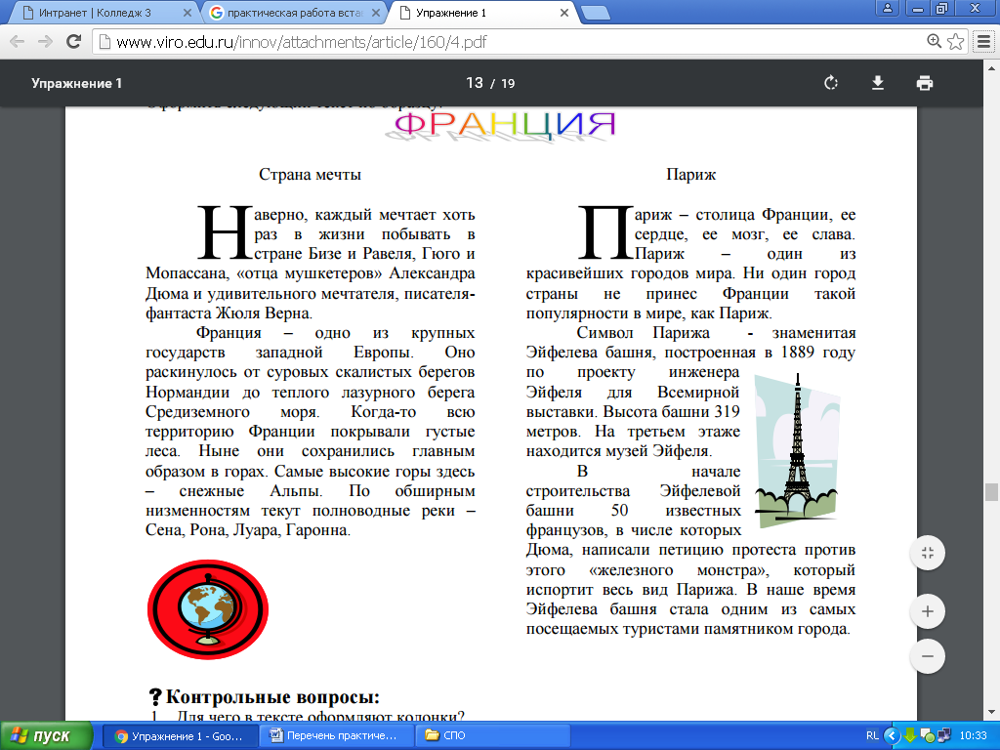 Интранет | Колледж 3
практическая работа вста
Упражнение 1
www.viro.edu.ru/innov/attachments/article/160/4.pdf
Упражнение 1
13 / 19
ФРАНЦИЯ
Страна мечты
Наверно, каждый мечтает хоть
раз в жизни побывать в
стране Бизе и Равеля, Гюго и
Мопассана, «отца мушкетеров» Александра
Дюма и удивительного мечтателя, писателя-
фантаста Жюля Верна.
Франция – одно из крупных
государств западной Европы. Оно
раскинулось от суровых скалистых берегов
Нормандии до теплого лазурного берега
Средиземного моря. Когда-то всю
территорию Франции покрывали густые
леса. Ныне они сохранились главным
образом в горах. Самые высокие горы здесь
– снежные Альпы. По обширным
низменностям текут полноводные реки –
Сена, Рона, Луара, Гаронна.
Париж
Париж – столица Франции, ее
сердце, ее мозг, ее слава.
Париж – один из
красивейших городов мира. Ни один город
страны не принес Франции такой
популярности в мире, как Париж.
Символ Парижа - знаменитая
Эйфелева башня, построенная в 1889 году
по проекту инженера
Эйфеля для Всемирной
выставки. Высота башни 319
метров. На третьем этаже
находится музей Эйфеля.
В начале
строительства Эйфелевой
башни 50 известных
французов, в числе которых
Дюма, написали петицию протеста против
этого «железного монстра», который
испортит весь вид Парижа. В наше время
Эйфелева башня стала одним из самых
посещаемых туристами памятником города.
? Контрольные вопросы:
1. Для чего в тексте оформляют колонки?
пуск
Упражнение 1 - Goo...
Перечень практиче...
СПО
RL
10:33